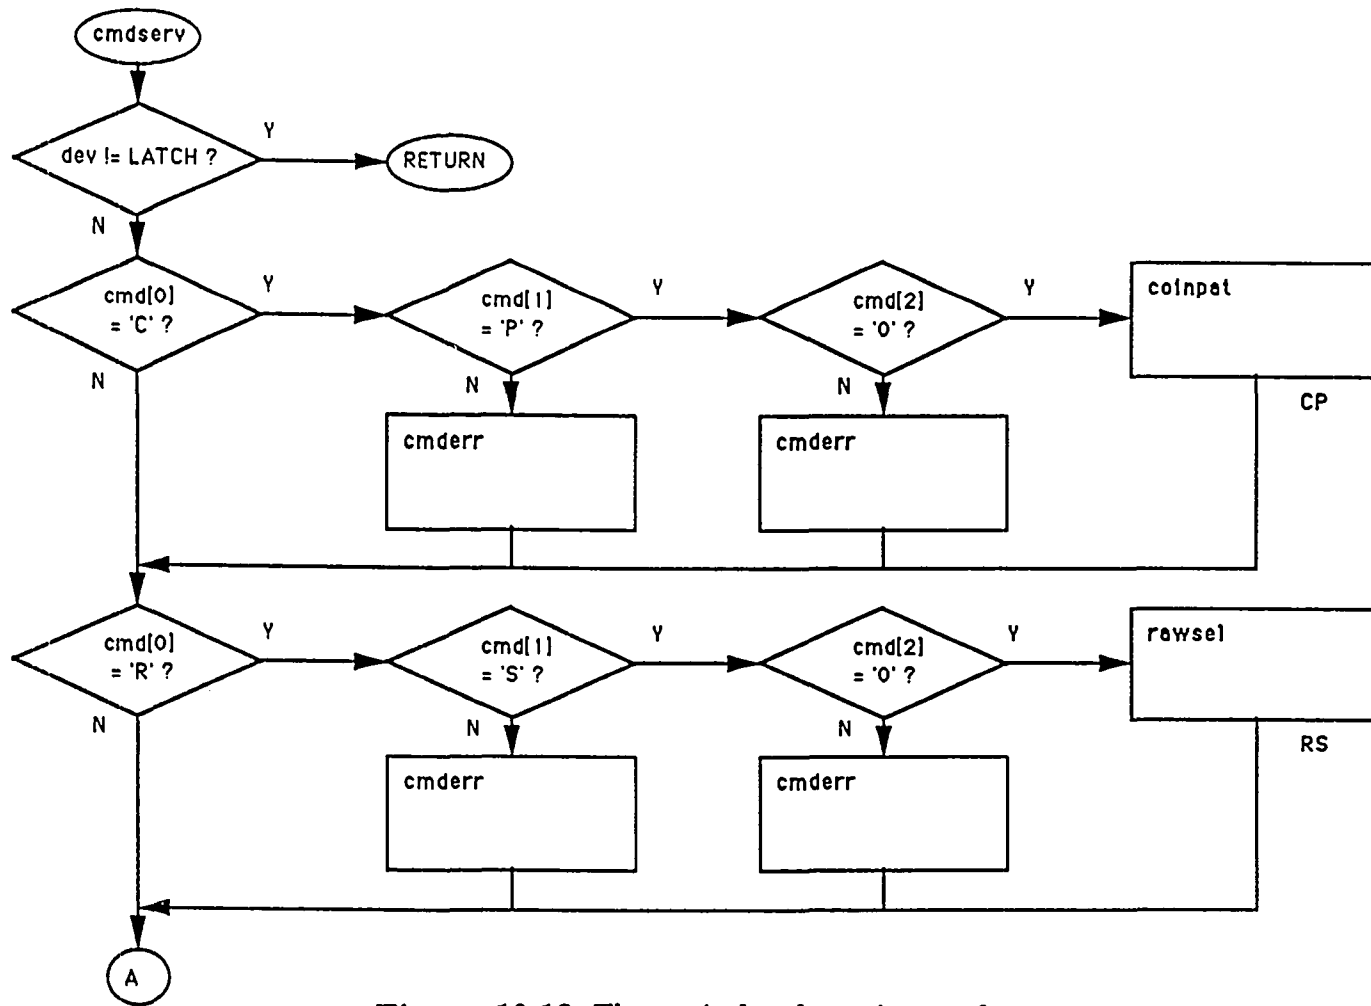 cmdserv
dev != LATCH ?
Y
RETURN
N
cmd[0]
= 'C' ?
Y
cmd[1]
= 'P' ?
Y
cmd[2]
= '0' ?
Y
coinpat
N
N
N
CP
cmderr
cmderr
cmd[0]
= 'R' ?
Y
cmd[1]
= 'S' ?
Y
cmd[2]
= '0' ?
Y
rawsel
N
N
N
RS
cmderr
cmderr
A